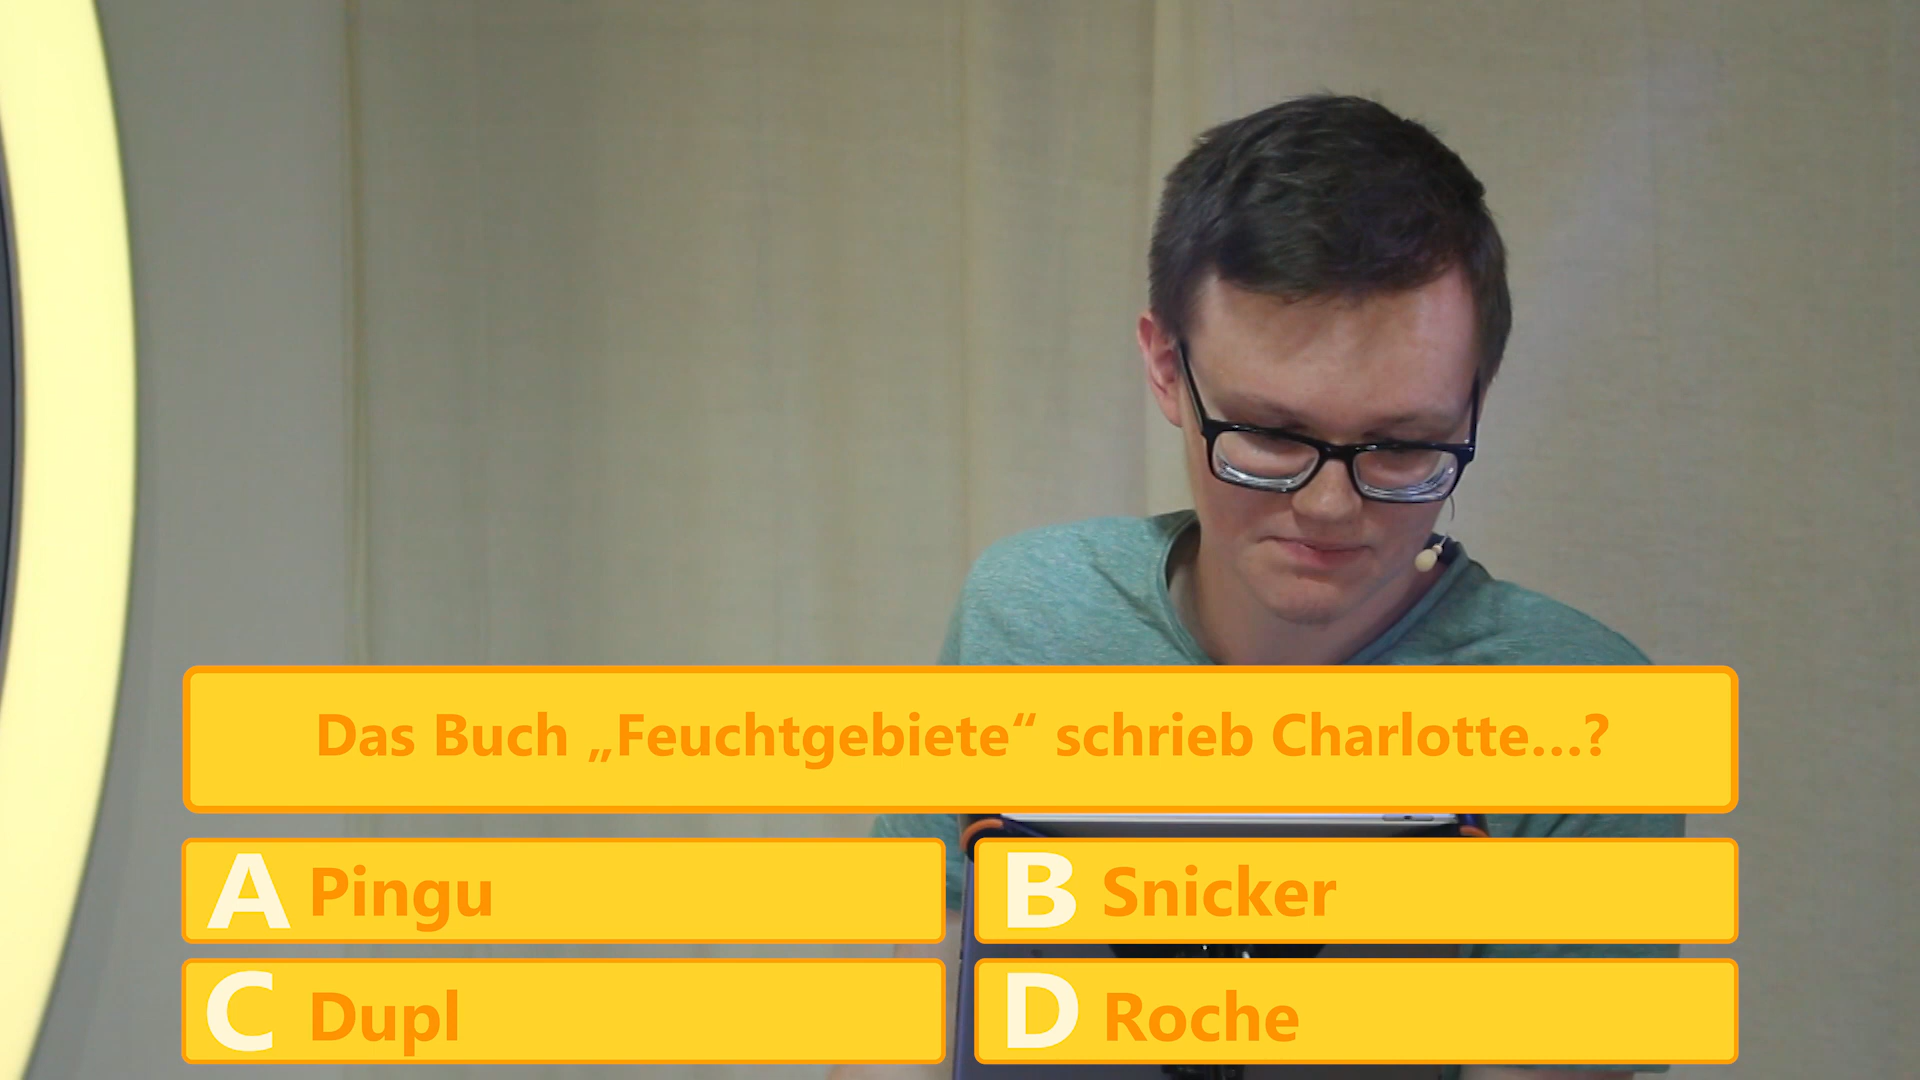 Das Buch „Feuchtgebiete“ schrieb Charlotte...?
A Pingu
B Snicker
C Dupl
D Roche